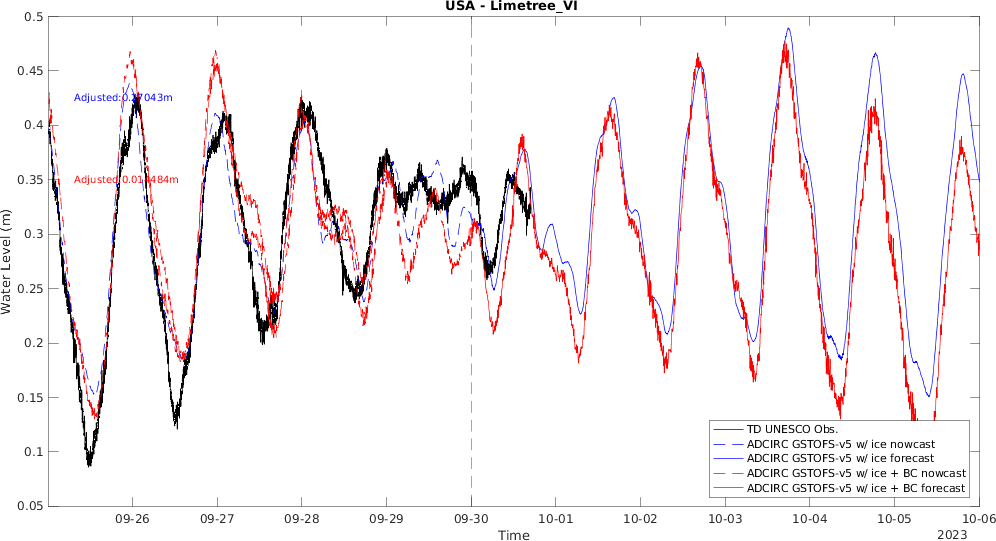 USA - Limetree_VI
0.5
0.45
0.4
0.35
0.3
0.25
0.2
0.15
0.1
0.05
Water Level (m)
Adjusted:
Adjusted:
TD UNESCO Obs.
ADCIRC GSTOFS-v5 w/ ice nowcast
ADCIRC GSTOFS-v5 w/ ice forecast
ADCIRC GSTOFS-v5 w/ ice + BC nowcast
ADCIRC GSTOFS-v5 w/ ice + BC forecast
09-26 09-27 09-28 09-29 09-30 10-01 10-02 10-03 10-04 10-05 10-06
Time
2023